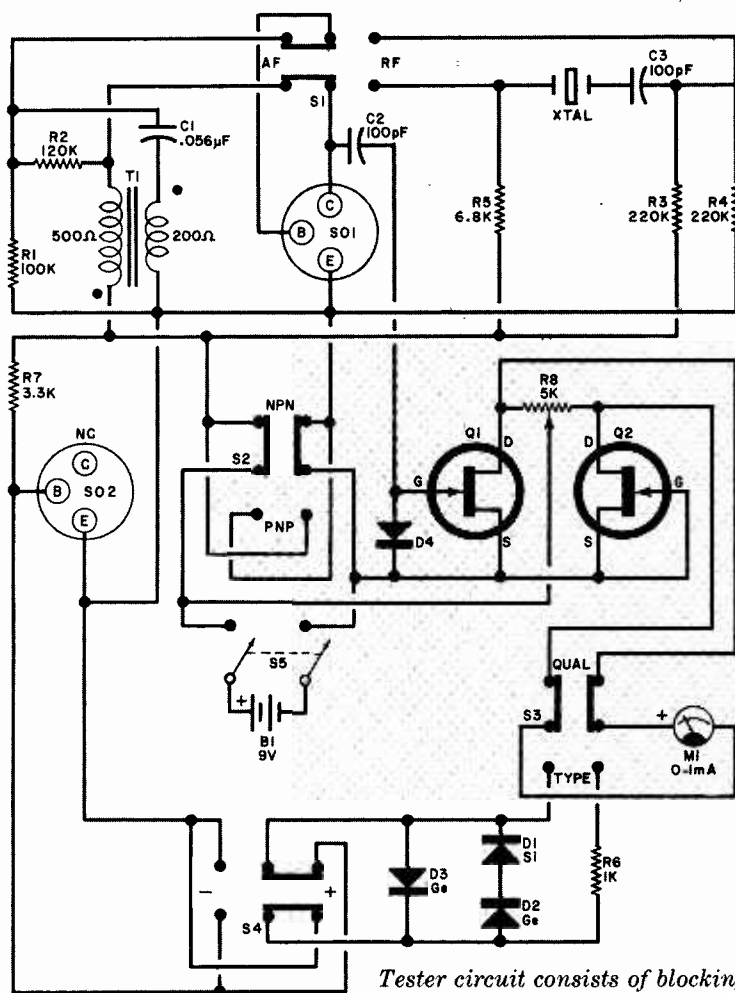 AF
RF
S1
C3
100pF
XTAL
C1
.056µF
R2
120K
C2
100pF
T1
500Ω
200Ω
C
B
SO1
E
R5
6.8K
R3
220K
R4
220K
R1
100K
R7
3.3K
NC
C
B
SO2
E
NPN
S2
PNP
R8
5K
Q1
Q2
D
D
G
G
S
S
D4
S5
+
B1
9V
QUAL
S3
+
M1
0-1mA
TYPE
D1
Si
D3
Ge
D2
Ge
R6
1K
-
+
S4
Tester circuit consists of blocking